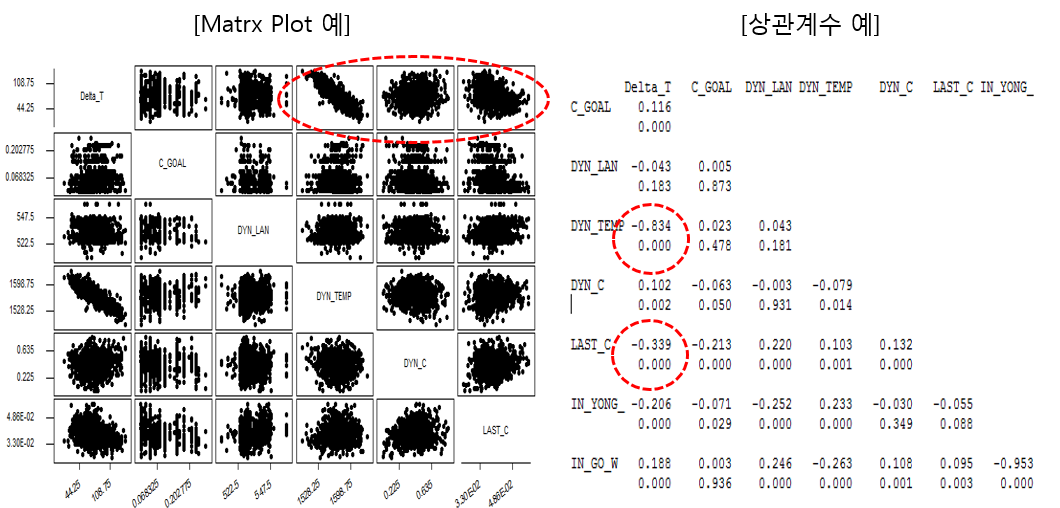 [Matrx Plot 예]
[상관계수 예]
108.75
44.25
Delta_T
0.202775
0.068325
C_GOAL
547.5
522.5
DYN_LAN
1598.75
1528.25
DYN_TEMP
0.635
0.225
DYN_C
4.86E-02
3.30E-02
LAST_C
44.25 108.75 0.068325 0.202775 522.5 547.5 1528.25 1598.75 0.225 0.635 3.30E-02 4.86E-02
Delta_T C_GOAL DYN_LAN DYN_TEMP DYN_C LAST_C IN_YONG_
C_GOAL 0.116
0.000
DYN_LAN -0.043 0.005
0.183 0.873
DYN_TEMP -0.834 0.023 0.043
0.000 0.478 0.181
DYN_C 0.102 -0.063 -0.003 -0.079
0.002 0.050 0.931 0.014
LAST_C -0.339 -0.213 0.220 0.103 0.132
0.000 0.000 0.000 0.001 0.000
IN_YONG_ -0.206 -0.071 -0.252 0.233 -0.030 -0.055
0.000 0.029 0.000 0.000 0.349 0.088
IN_GO_W 0.188 0.003 0.246 -0.263 0.108 0.095 -0.953
0.000 0.936 0.000 0.000 0.001 0.003 0.000